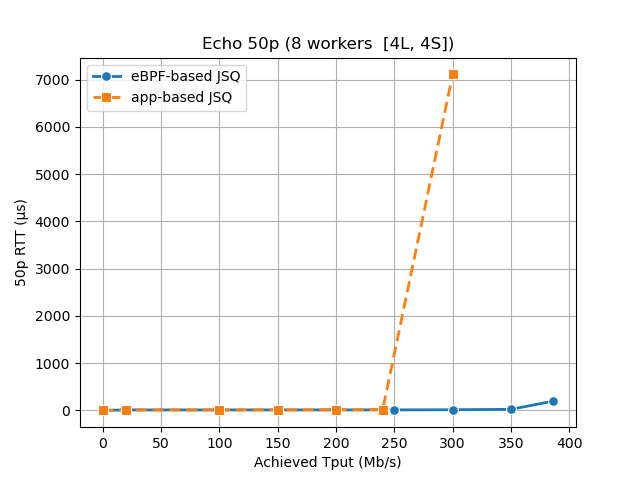 Echo 50p (8 workers  [4L, 4S])
eBPF-based JSQ
app-based JSQ
7000
6000
5000
4000
3000
2000
1000
0
50p RTT (µs)
0 50 100 150 200 250 300 350 400
Achieved Tput (Mb/s)